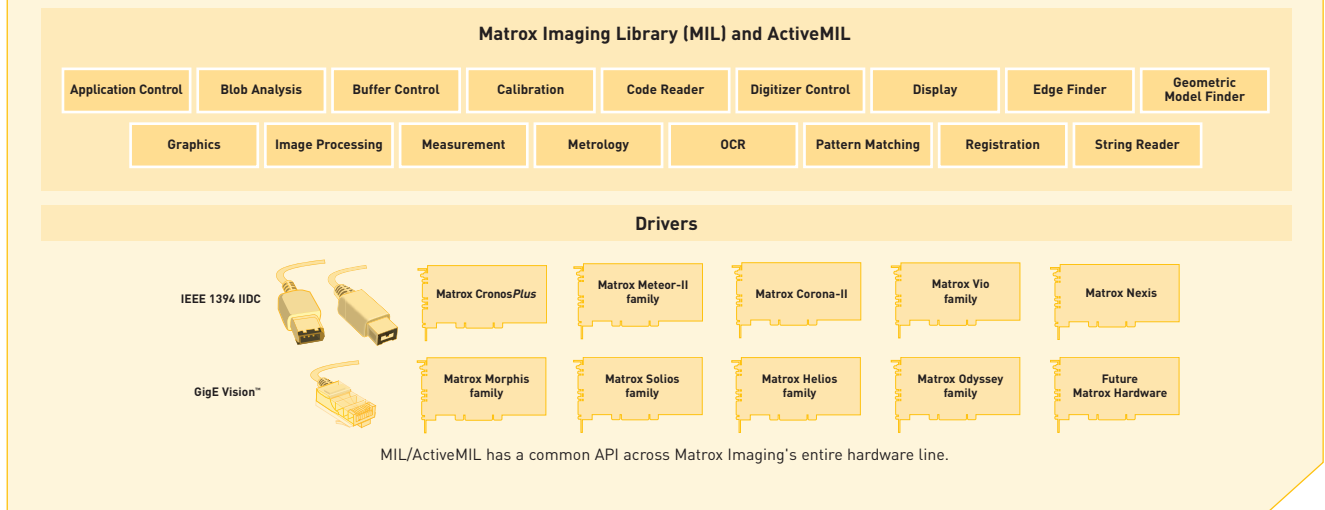 Matrox Imaging Library (MIL) and ActiveMIL
Application Control
Blob Analysis
Buffer Control
Calibration
Code Reader
Digitizer Control
Display
Edge Finder
Geometric
Model Finder
Graphics
Image Processing
Measurement
Metrology
OCR
Pattern Matching
Registration
String Reader
Drivers
IEEE 1394 IIDC
Matrox CronosPlus
Matrox Meteor-II
family
Matrox Corona-II
Matrox Vio
family
Matrox Nexis
GigE Vision™
Matrox Morphis
family
Matrox Solios
family
Matrox Helios
family
Matrox Odyssey
family
Future
Matrox Hardware
MIL/ActiveMIL has a common API across Matrox Imaging's entire hardware line.